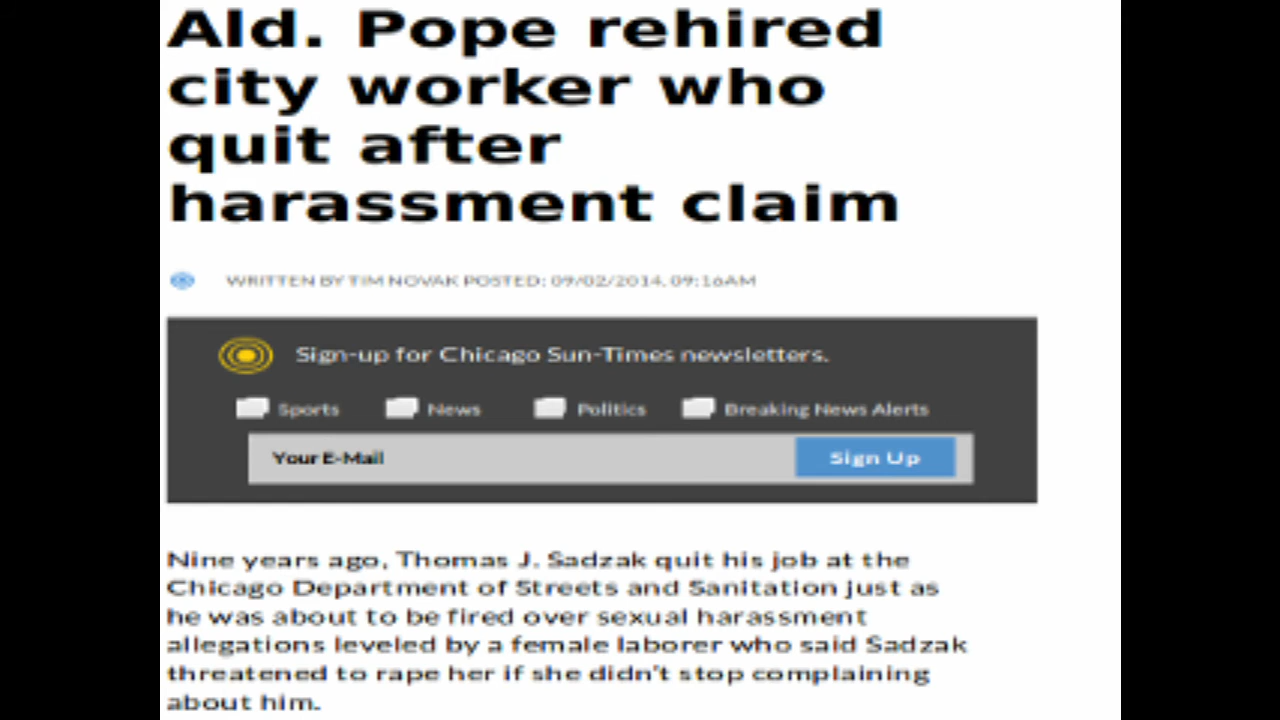 Ald. Pope rehired
city worker who
quit after
harassment claim
WRITTEN BY TIM NOVAK POSTED: 09/02/2014, 09:16AM
Sign-up for Chicago Sun-Times newsletters.
Sports News Politics Breaking News Alerts
Your E-Mail Sign Up
Nine years ago, Thomas J. Sadzak quit his job at the
Chicago Department of Streets and Sanitation just as
he was about to be fired over sexual harassment
allegations leveled by a female laborer who said Sadzak
threatened to rape her if she didn't stop complaining
about him.